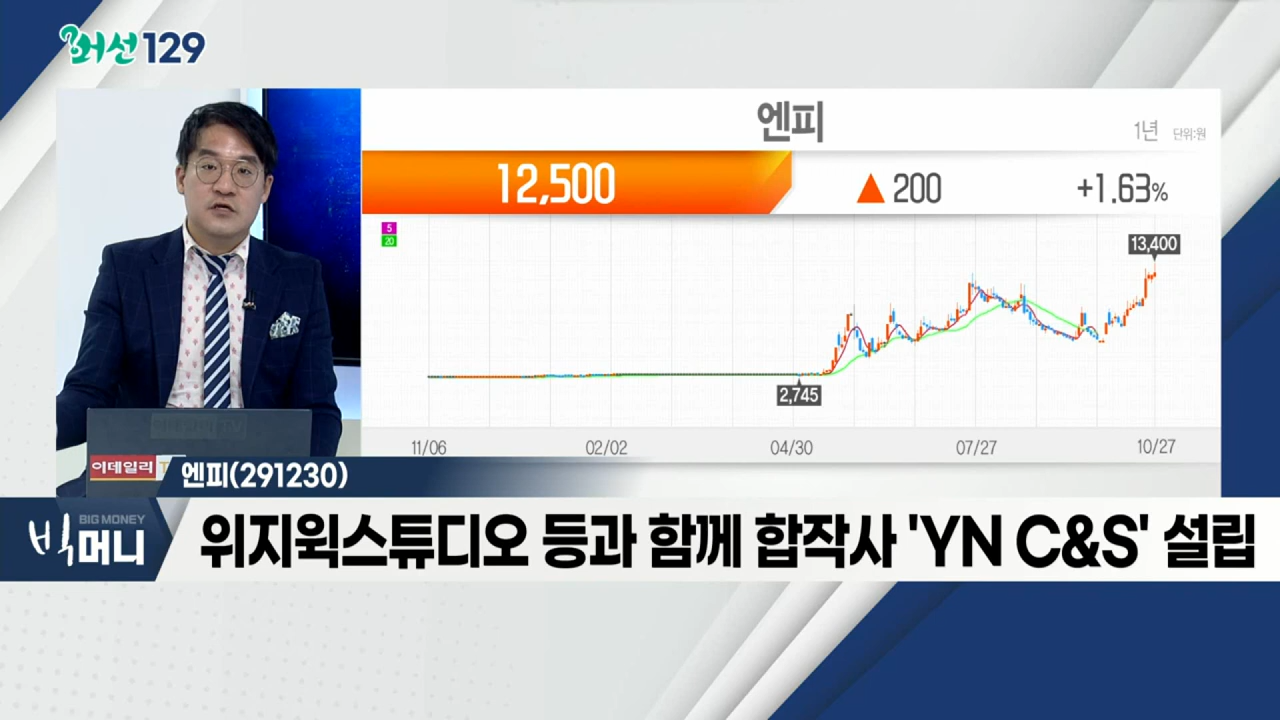 머선129
엔피
1년 단위:원
12,500 ▲200 +1.63%
5
20
13,400
2,745
11/06 02/02 04/30 07/27 10/27
이데일리 T
엔피(291230)
BIG MONEY
빅머니
위지윅스튜디오 등과 함께 합작사 'YN C&S' 설립